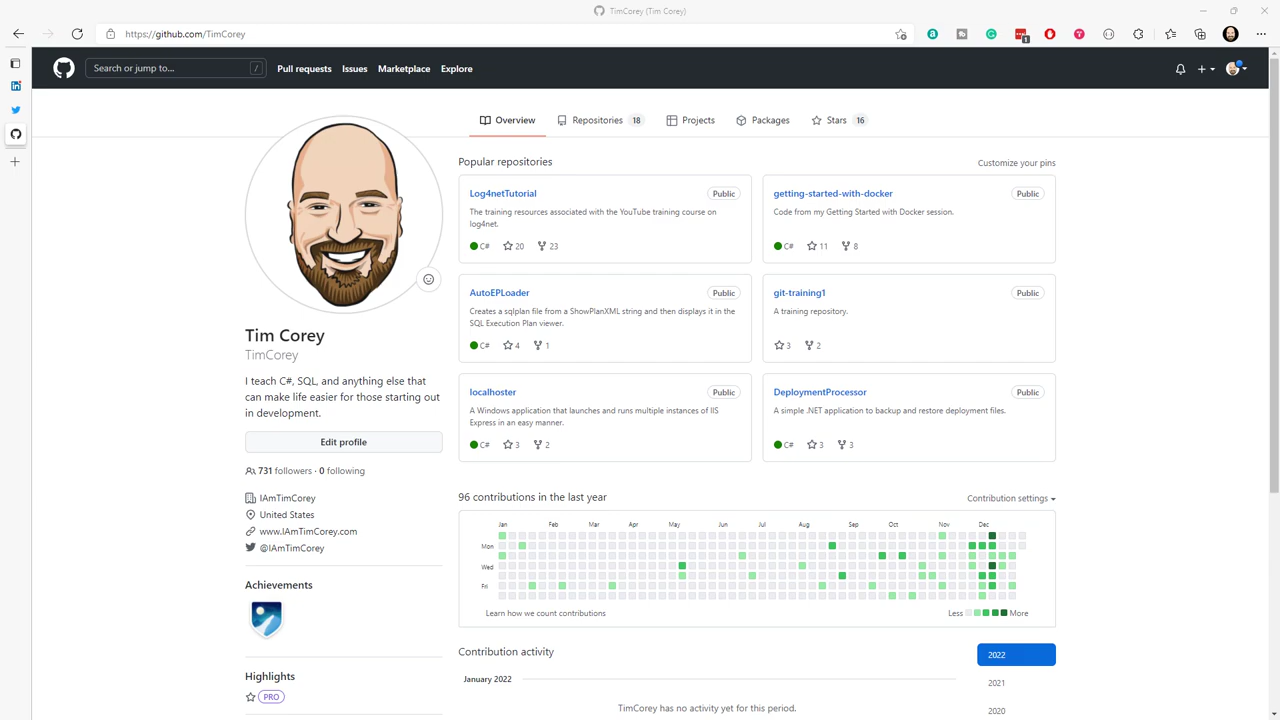 TimCorey (Tim Corey)
https://github.com/TimCorey
1
Search or jump to...
/
Pull requests
Issues
Marketplace
Explore
Overview
Repositories 18
Projects
Packages
Stars 16
Tim Corey
TimCorey
I teach C#, SQL, and anything else that
can make life easier for those starting out
in development.
Edit profile
731 followers · 0 following
IAmTimCorey
United States
www.IAmTimCorey.com
@IAmTimCorey
Achievements
Highlights
PRO
Popular repositories
Customize your pins
Log4netTutorial
Public
The training resources associated with the YouTube training course on
log4net.
C# 20 23
getting-started-with-docker
Public
Code from my Getting Started with Docker session.
C# 11 8
AutoEPLoader
Public
Creates a sqlplan file from a ShowPlanXML string and then displays it in the
SQL Execution Plan viewer.
C# 4 1
git-training1
Public
A training repository.
3 2
localhoster
Public
A Windows application that launches and runs multiple instances of IIS
Express in an easy manner.
C# 3 2
DeploymentProcessor
Public
A simple .NET application to backup and restore deployment files.
C# 3 3
96 contributions in the last year
Contribution settings
Jan Feb Mar Apr May Jun Jul Aug Sep Oct Nov Dec
Mon
Wed
Fri
Learn how we count contributions
Less More
Contribution activity
2022
2021
2020
January 2022
TimCorey has no activity yet for this period.